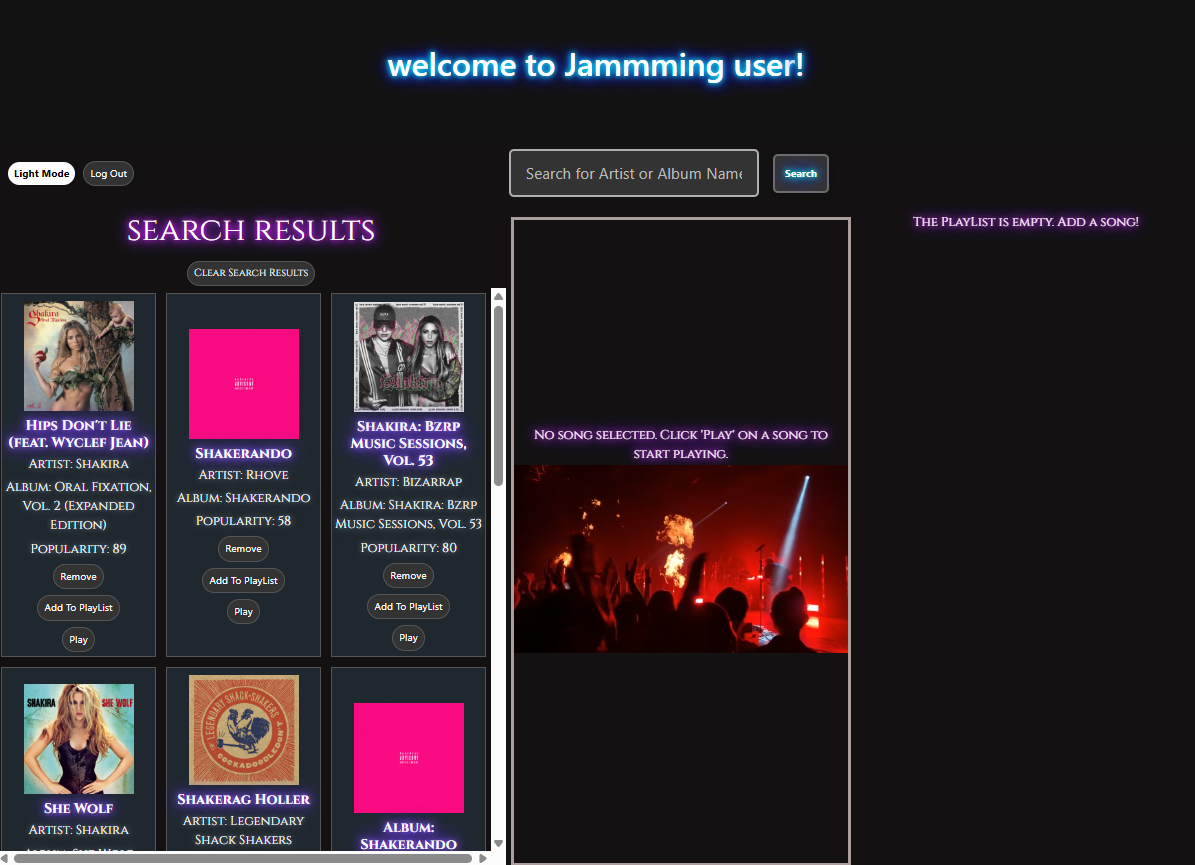 welcome to Jammming user!
Light Mode
Log Out
Search for Artist or Album Name
Search
SEARCH RESULTS
Clear Search Results
Shakira
Hips Don't Lie
(feat. Wyclef Jean)
Artist: Shakira
Album: Oral Fixation,
Vol. 2 (Expanded
Edition)
Popularity: 89
Remove
Add To PlayList
Play
PARENTAL
ADVISORY
Shakerando
Artist: Rhove
Album: Shakerando
Popularity: 58
Remove
Add To PlayList
Play
Shakira: Bzrp
Music Sessions,
Vol. 53
Artist: Bizarrap
Album: Shakira: Bzrp
Music Sessions, Vol. 53
Popularity: 80
Remove
Add To PlayList
Play
SHAKIRA SHE WOLF
She Wolf
Artist: Shakira
Album: She Wolf
LEGENDARY SHACK*SHAKERS
COCKADOODLEDON'T
Shakerag Holler
Artist: Legendary
Shack Shakers
Album:
Shakerando
No song selected. Click 'Play' on a song to
start playing.
The PlayList is empty. Add a song!